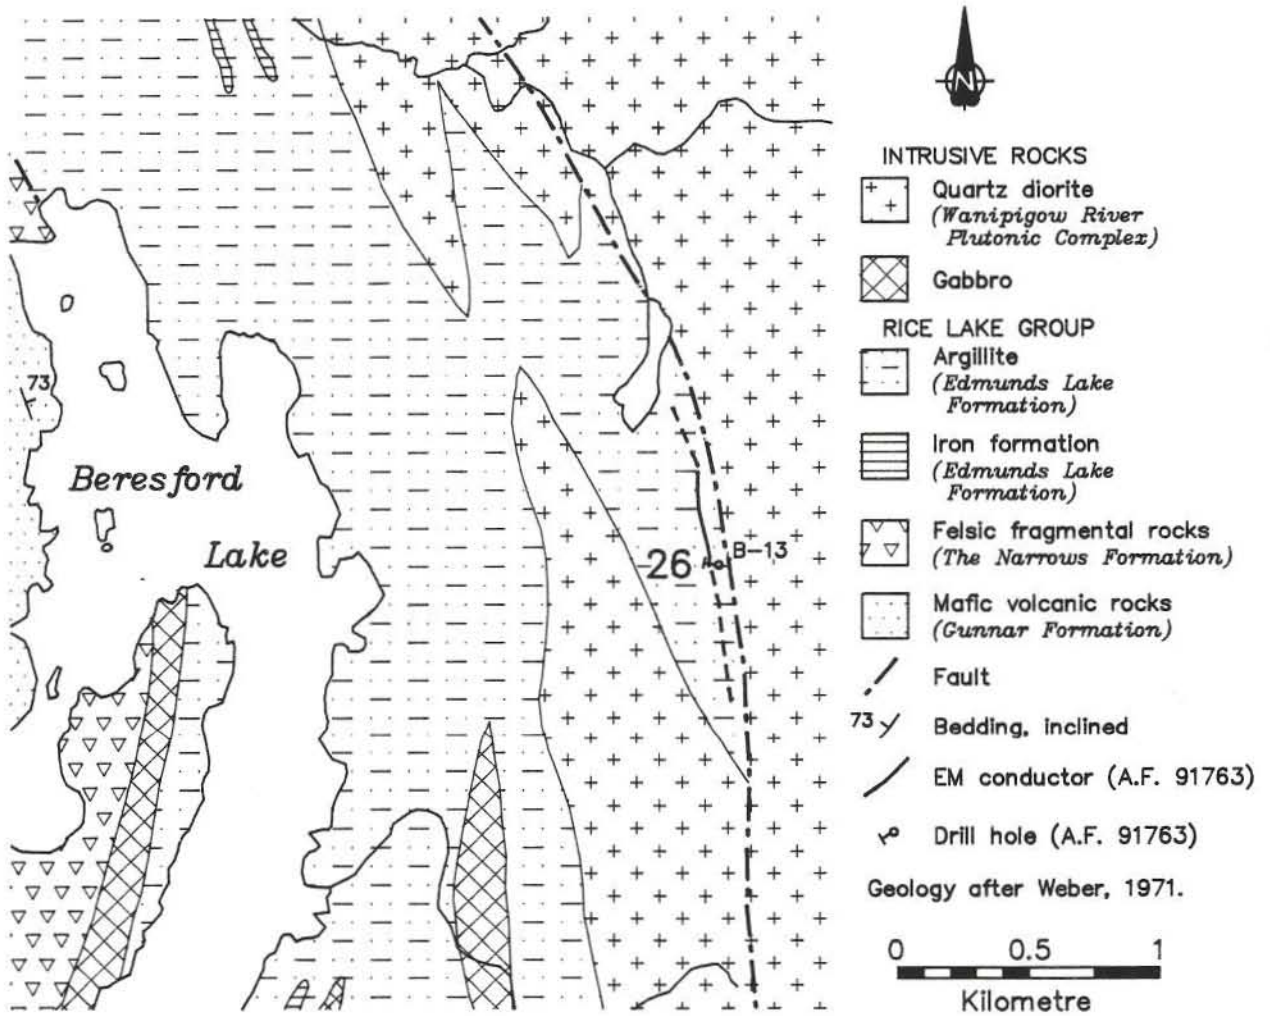 N
INTRUSIVE ROCKS
Quartz diorite
(Wanipigow River
Plutonic Complex)
Gabbro
RICE LAKE GROUP
Argillite
(Edmunds Lake
Formation)
Iron formation
(Edmunds Lake
Formation)
Felsic fragmental rocks
(The Narrows Formation)
Mafic volcanic rocks
(Gunnar Formation)
Fault
73 Bedding, inclined
EM conductor (A.F. 91763)
Drill hole (A.F. 91763)
Geology after Weber, 1971.
0 0.5 1
Kilometre
73
Beresford
Lake
26 B-13